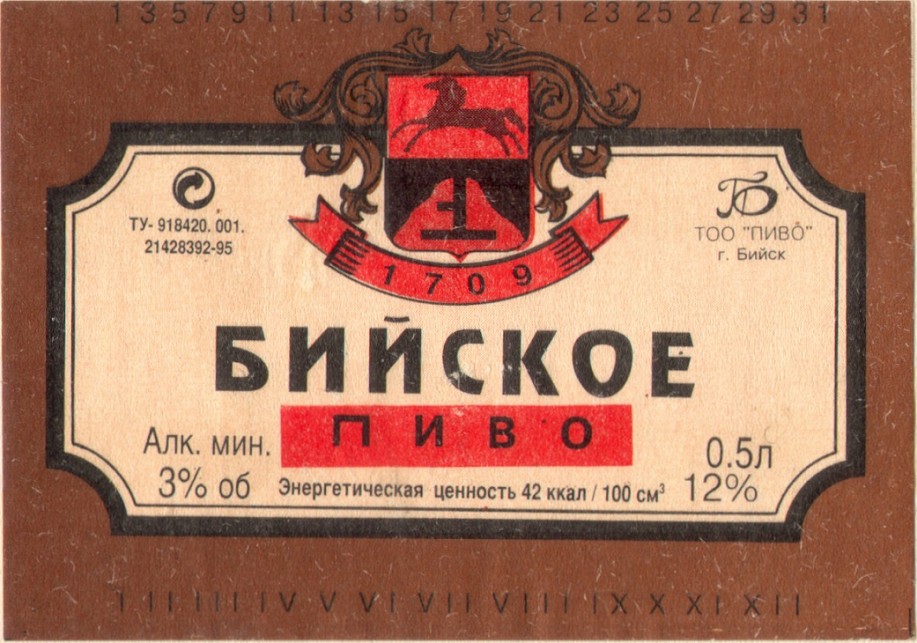 1 3 5 7 9 11 13 15 17 19 21 23 25 27 29 31
1709
ТУ- 918420. 001.
21428392-95
ТОО "ПИВО"
г. Бийск
БИЙСКОЕ
ПИВО
Алк. мин.
3% об
Энергетическая ценность 42 ккал / 100 см³
0.5л
12%
I II III IV V VI VII VIII IX X XI XII